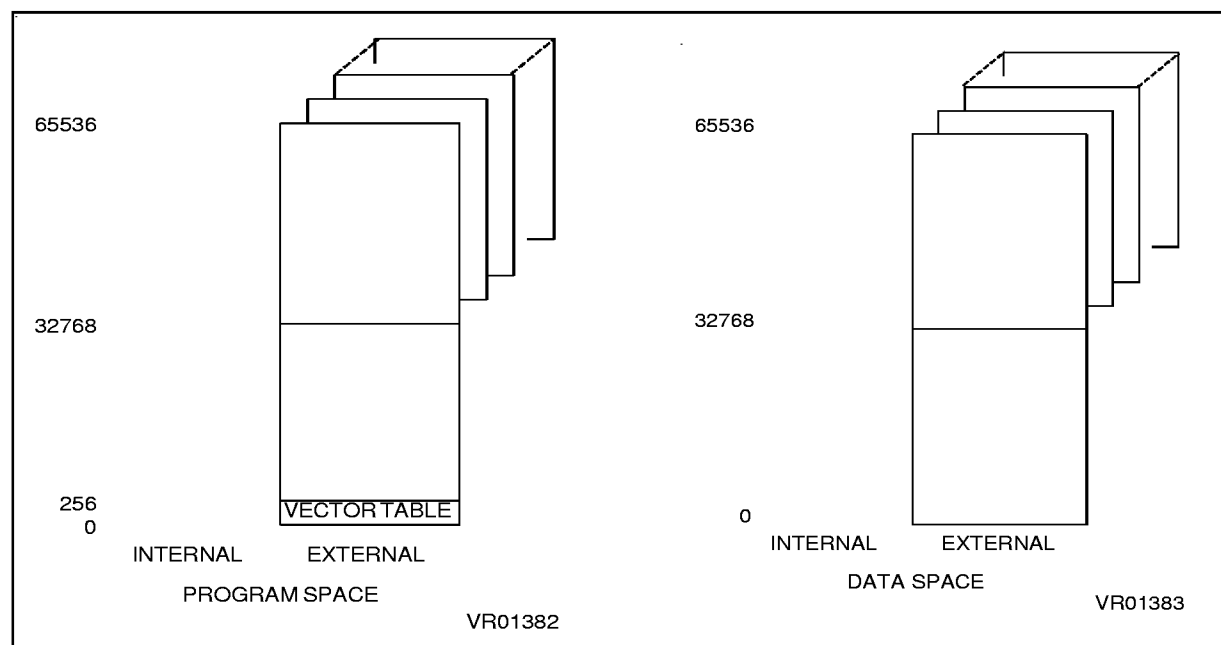 65536
32768
256
VECTOR TABLE
0
INTERNAL
EXTERNAL
PROGRAM SPACE
VR01382
65536
32768
0
INTERNAL
EXTERNAL
DATA SPACE
VR01383